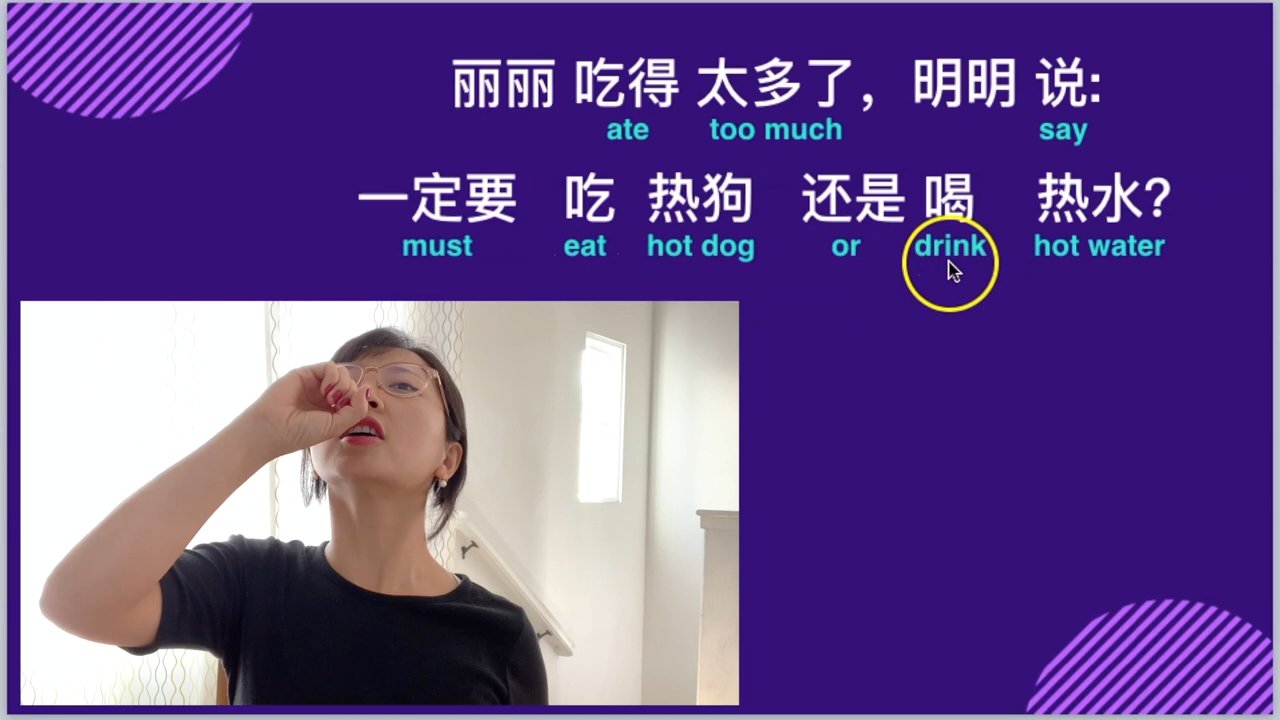 丽丽 吃得 太多了，明明 说:
ate too much say
一定要 吃 热狗 还是 喝 热水?
must eat hot dog or drink hot water